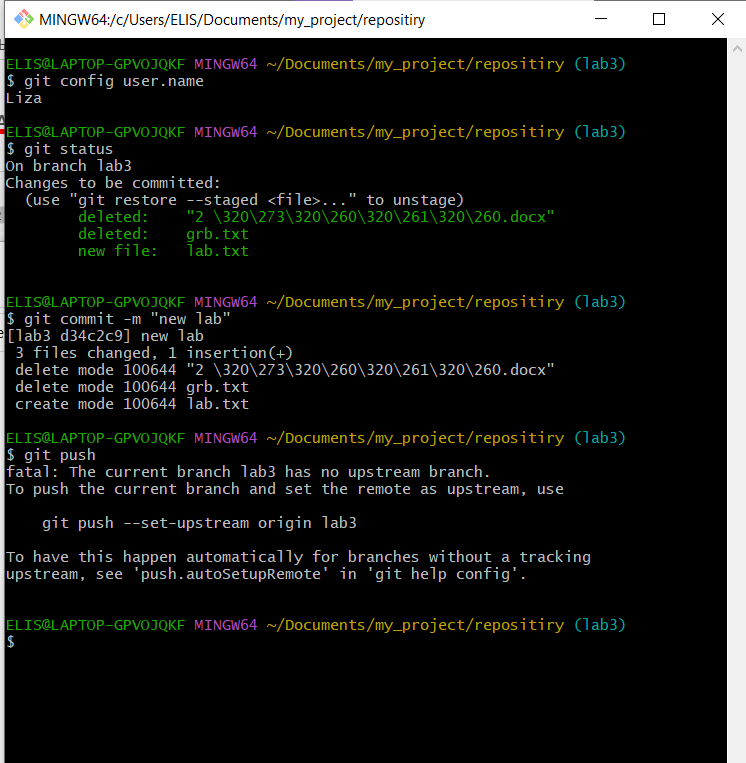 MINGW64:/c/Users/ELIS/Documents/my_project/repositiry
ELIS@LAPTOP-GPVOJQKF MINGW64 ~/Documents/my_project/repositiry (lab3)
$ git config user.name
Liza
ELIS@LAPTOP-GPVOJQKF MINGW64 ~/Documents/my_project/repositiry (lab3)
$ git status
On branch lab3
Changes to be committed:
  (use "git restore --staged <file>..." to unstage)
        deleted:    "2 \320\273\320\260\320\261\320\260.docx"
        deleted:    grb.txt
        new file:   lab.txt
ELIS@LAPTOP-GPVOJQKF MINGW64 ~/Documents/my_project/repositiry (lab3)
$ git commit -m "new lab"
[lab3 d34c2c9] new lab
 3 files changed, 1 insertion(+)
 delete mode 100644 "2 \320\273\320\260\320\261\320\260.docx"
 delete mode 100644 grb.txt
 create mode 100644 lab.txt
ELIS@LAPTOP-GPVOJQKF MINGW64 ~/Documents/my_project/repositiry (lab3)
$ git push
fatal: The current branch lab3 has no upstream branch.
To push the current branch and set the remote as upstream, use
    git push --set-upstream origin lab3
To have this happen automatically for branches without a tracking
upstream, see 'push.autoSetupRemote' in 'git help config'.
ELIS@LAPTOP-GPVOJQKF MINGW64 ~/Documents/my_project/repositiry (lab3)
$